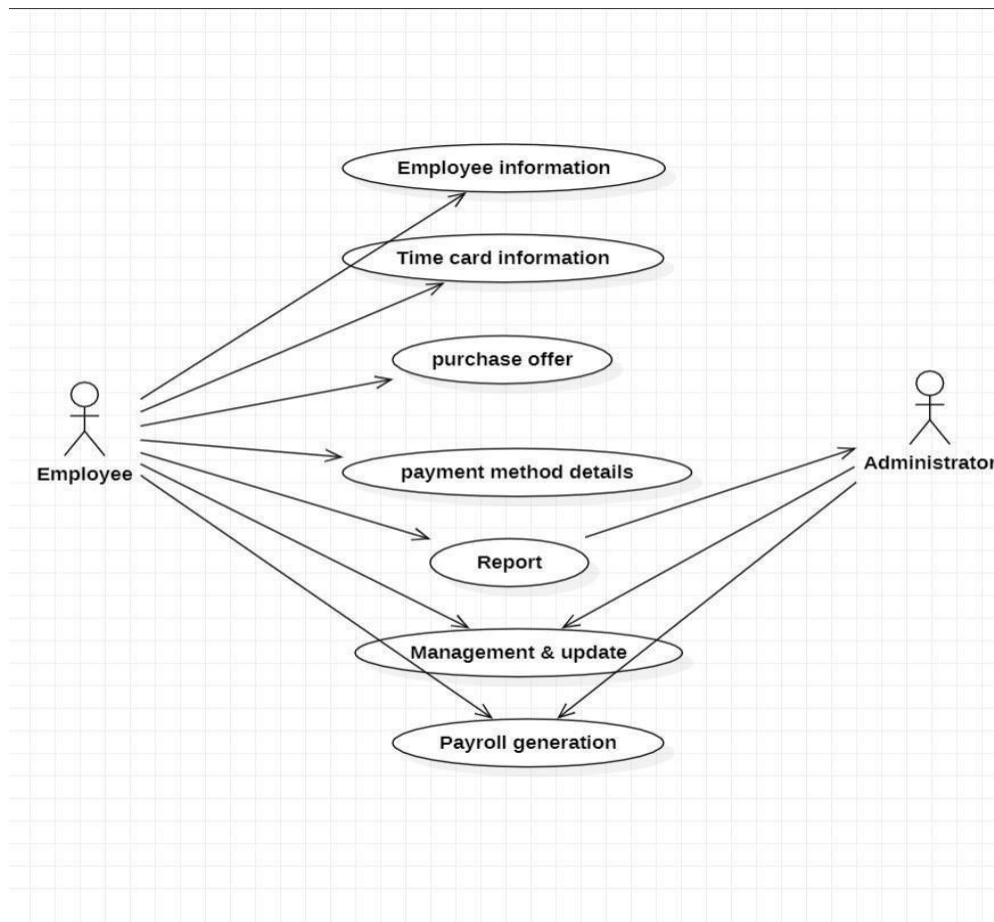 Employee information
Time card information
purchase offer
Employee
payment method details
Administrator
Report
Management & update
Payroll generation